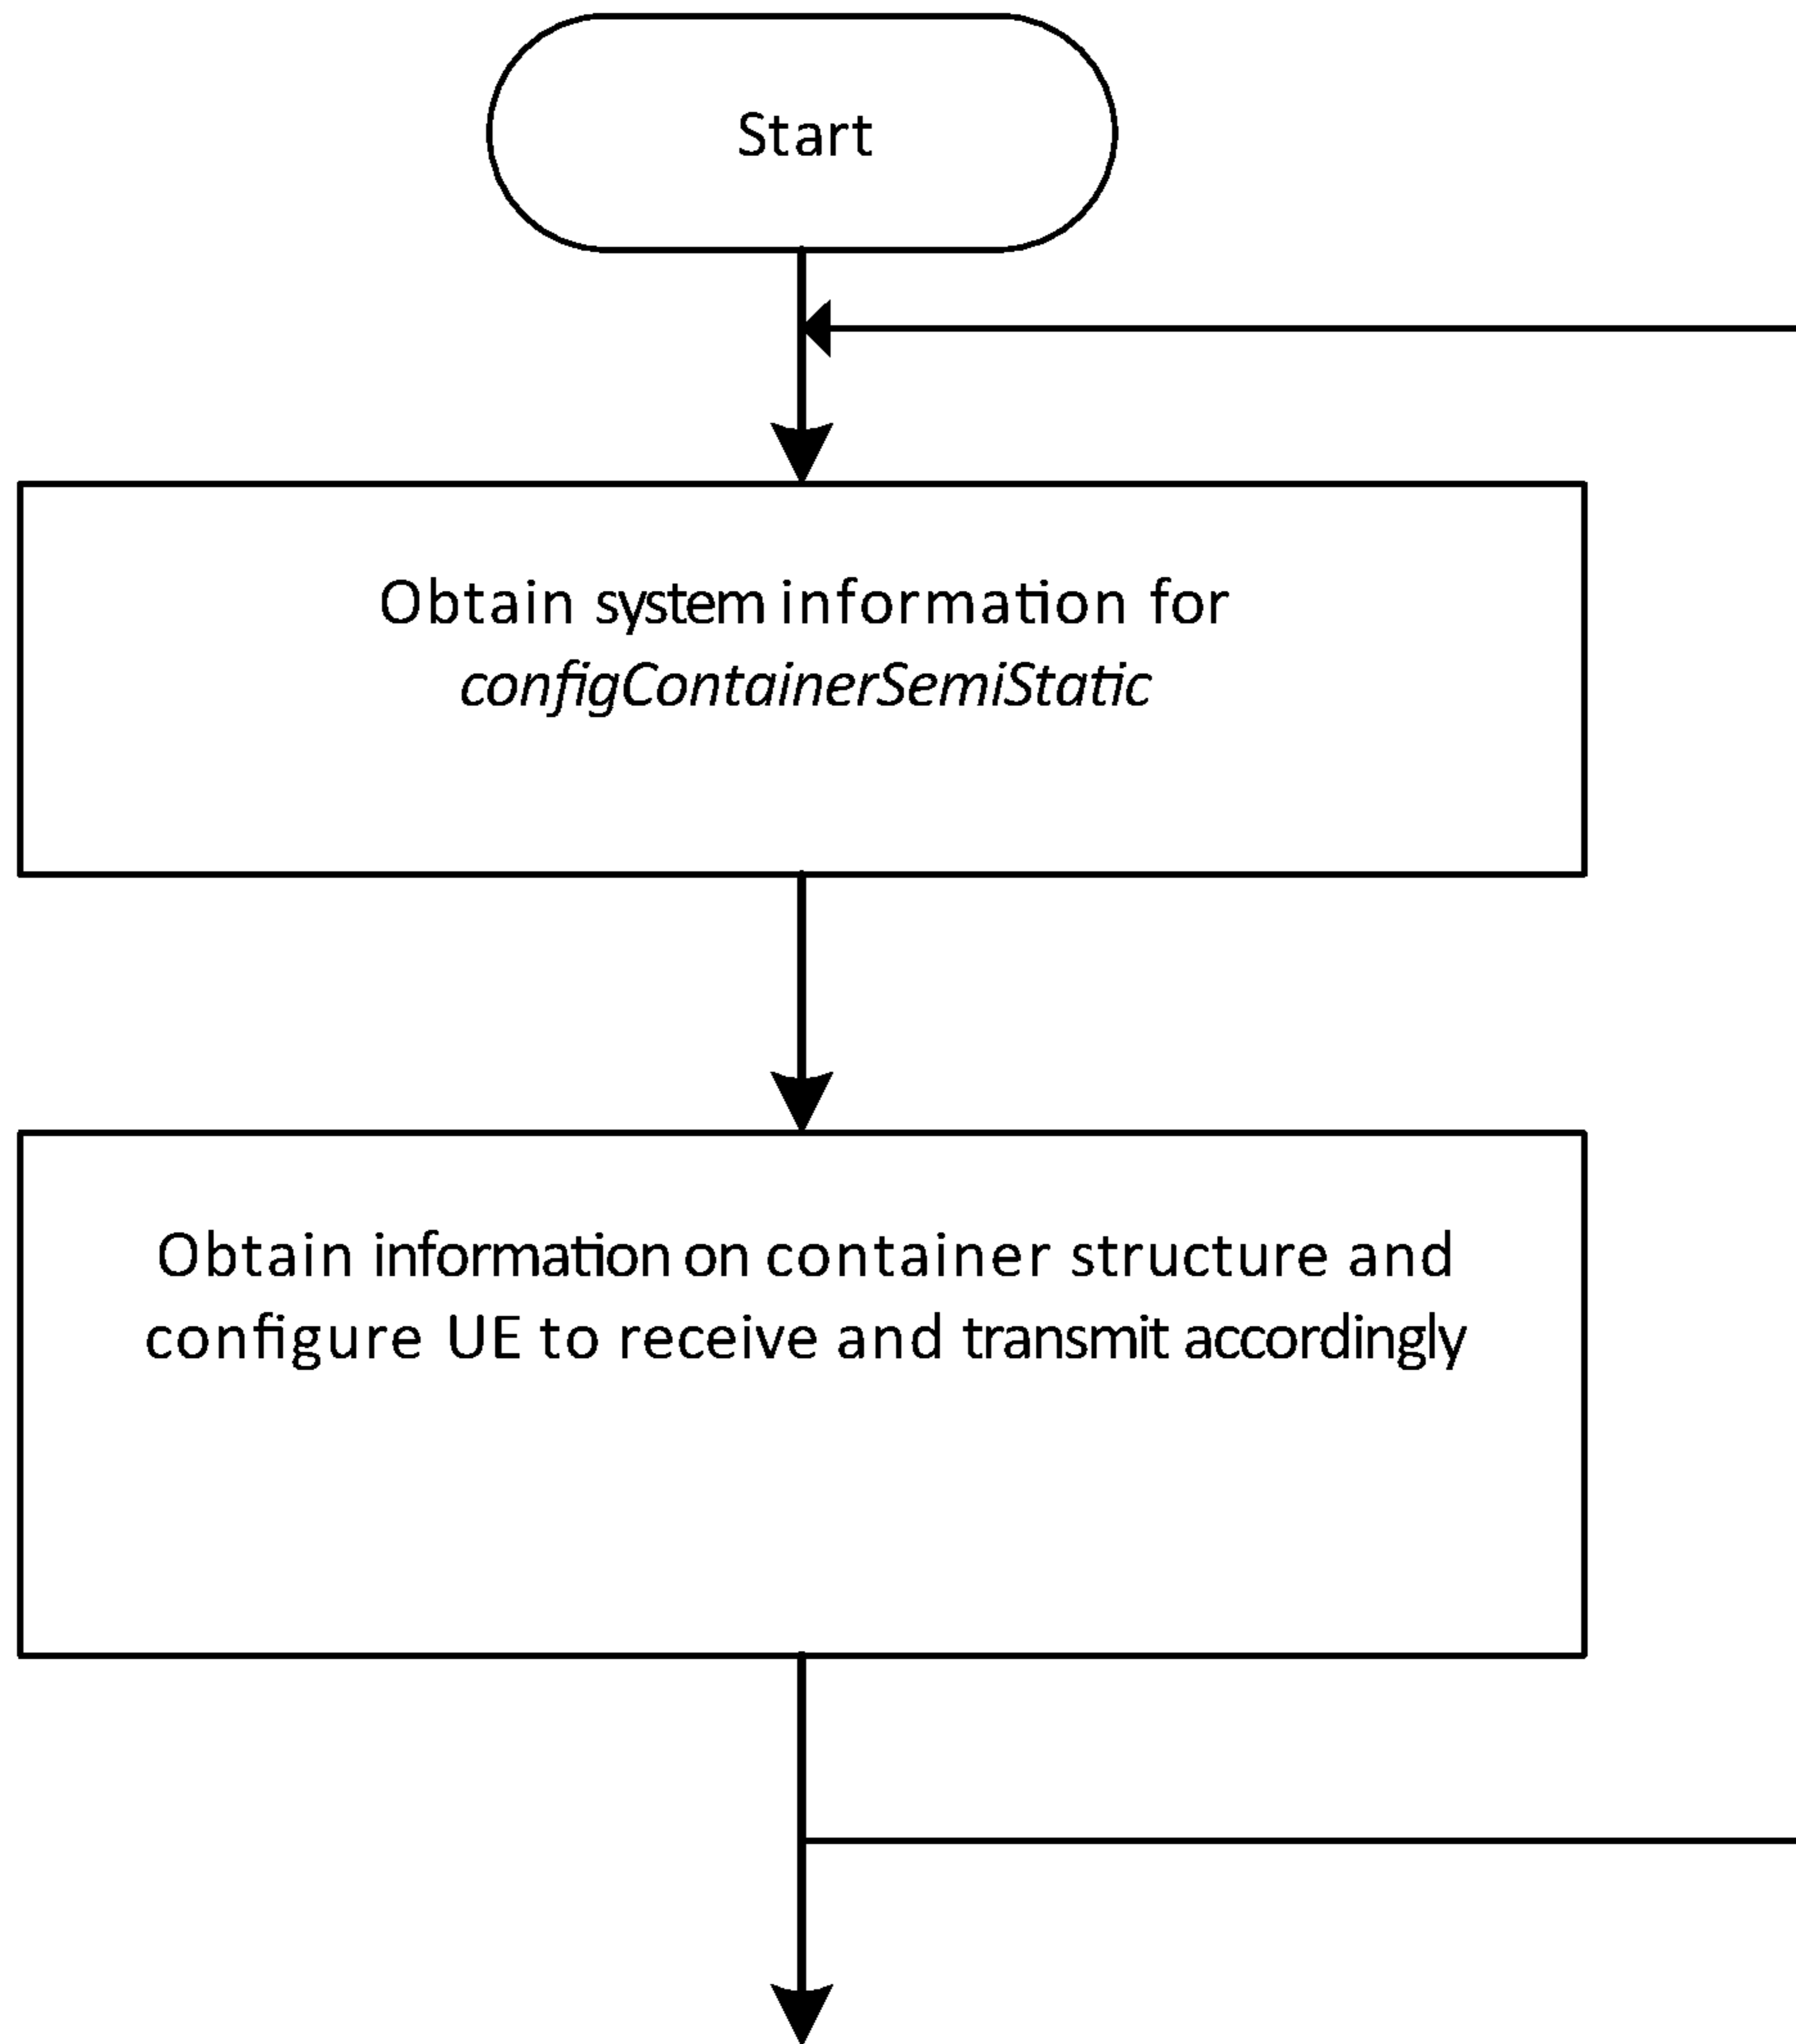 Start
Obtain system information for
configContainerSemiStatic
Obtain information on container structure and
configure UE to receive and transmit accordingly